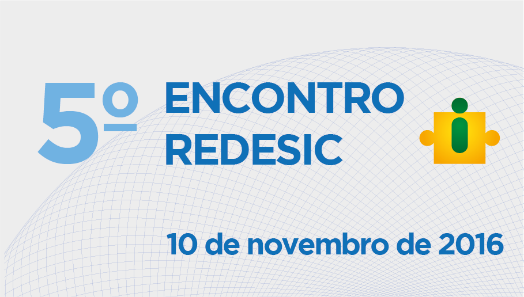 5º ENCONTRO
REDESIC
i
10 de novembro de 2016